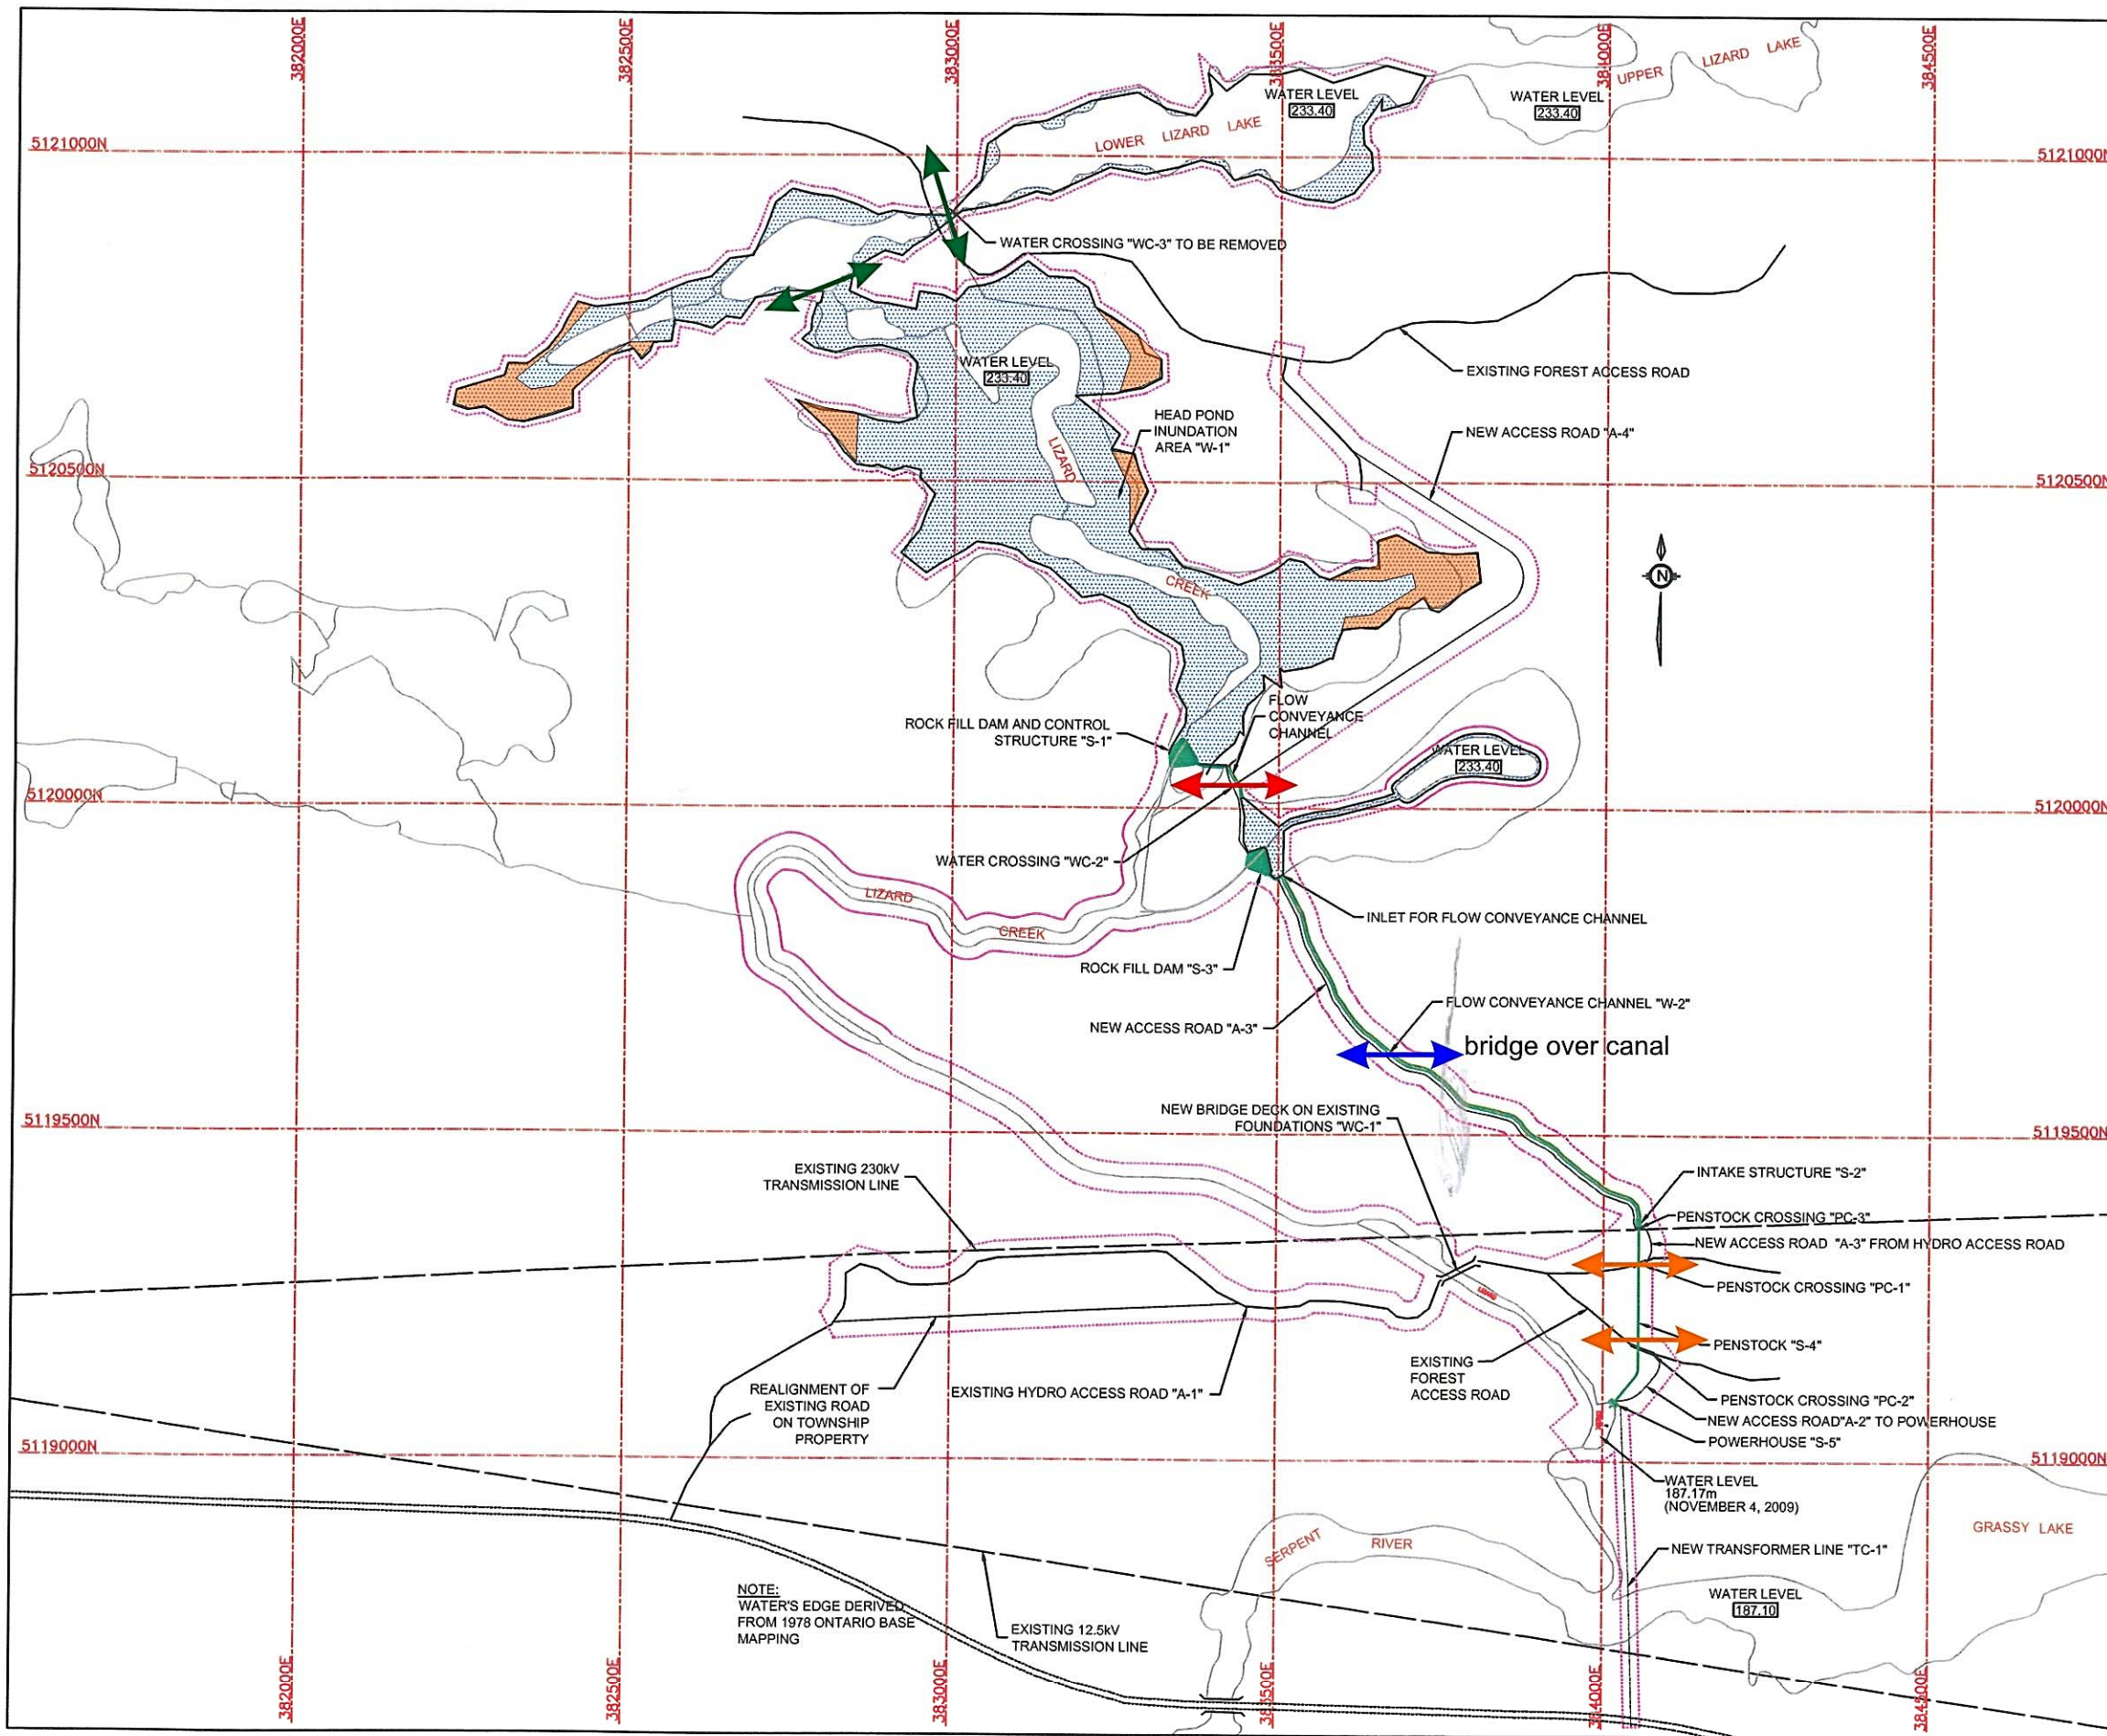 382000E
382500E
383000E
383500E
384000E
384500E
UPPER LIZARD LAKE
WATER LEVEL
233.40
WATER LEVEL
233.40
LOWER LIZARD LAKE
5121000N
5121000N
WATER CROSSING "WC-3" TO BE REMOVED
WATER LEVEL
233.40
EXISTING FOREST ACCESS ROAD
HEAD POND
INUNDATION
AREA "W-1"
NEW ACCESS ROAD "A-4"
LIZARD
5120500N
5120500N
N
CREEK
FLOW
CONVEYANCE
CHANNEL
ROCK FILL DAM AND CONTROL
STRUCTURE "S-1"
WATER LEVEL
233.40
5120000N
5120000N
WATER CROSSING "WC-2"
LIZARD
CREEK
INLET FOR FLOW CONVEYANCE CHANNEL
ROCK FILL DAM "S-3"
FLOW CONVEYANCE CHANNEL "W-2"
NEW ACCESS ROAD "A-3"
bridge over canal
NEW BRIDGE DECK ON EXISTING
FOUNDATIONS "WC-1"
5119500N
5119500N
EXISTING 230kV
TRANSMISSION LINE
INTAKE STRUCTURE "S-2"
PENSTOCK CROSSING "PC-3"
NEW ACCESS ROAD "A-3" FROM HYDRO ACCESS ROAD
PENSTOCK CROSSING "PC-1"
LIZARD
PENSTOCK "S-4"
EXISTING
FOREST
ACCESS ROAD
REALIGNMENT OF
EXISTING ROAD
ON TOWNSHIP
PROPERTY
EXISTING HYDRO ACCESS ROAD "A-1"
PENSTOCK CROSSING "PC-2"
NEW ACCESS ROAD"A-2" TO POWERHOUSE
POWERHOUSE "S-5"
5119000N
5119000N
WATER LEVEL
187.17m
(NOVEMBER 4, 2009)
GRASSY LAKE
SERPENT RIVER
NEW TRANSFORMER LINE "TC-1"
WATER LEVEL
187.10
NOTE:
WATER'S EDGE DERIVED
FROM 1978 ONTARIO BASE
MAPPING
EXISTING 12.5kV
TRANSMISSION LINE
382000E
382500E
383000E
383500E
384000E
384500E